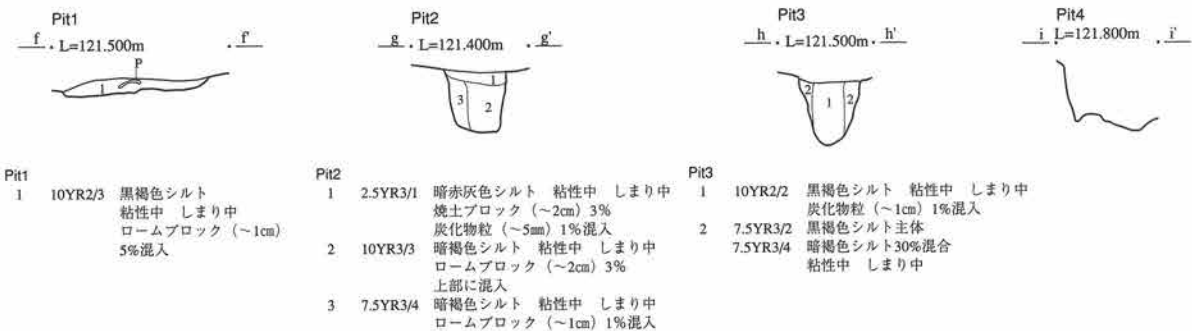 Pit1
f ・ L=121.500m ・ f'
P
1
Pit2
g ・ L=121.400m ・ g'
1
3 2
Pit3
h ・ L=121.500m ・ h'
2 1 2
Pit4
i ・ L=121.800m ・ i'
Pit1
1 10YR2/3 黒褐色シルト
粘性中 しまり中
ロームブロック（～1㎝）
5%混入
Pit2
1 2.5YR3/1 暗赤灰色シルト 粘性中 しまり中
焼土ブロック（～2㎝）3%
炭化物粒（～5㎜）1%混入
2 10YR3/3 暗褐色シルト 粘性中 しまり中
ロームブロック（～2㎝）3%
上部に混入
3 7.5YR3/4 暗褐色シルト 粘性中 しまり中
ロームブロック（～1㎝）1%混入
Pit3
1 10YR2/2 黒褐色シルト 粘性中 しまり中
炭化物粒（～1㎝）1%混入
2 7.5YR3/2 黒褐色シルト主体
7.5YR3/4 暗褐色シルト30%混合
粘性中 しまり中